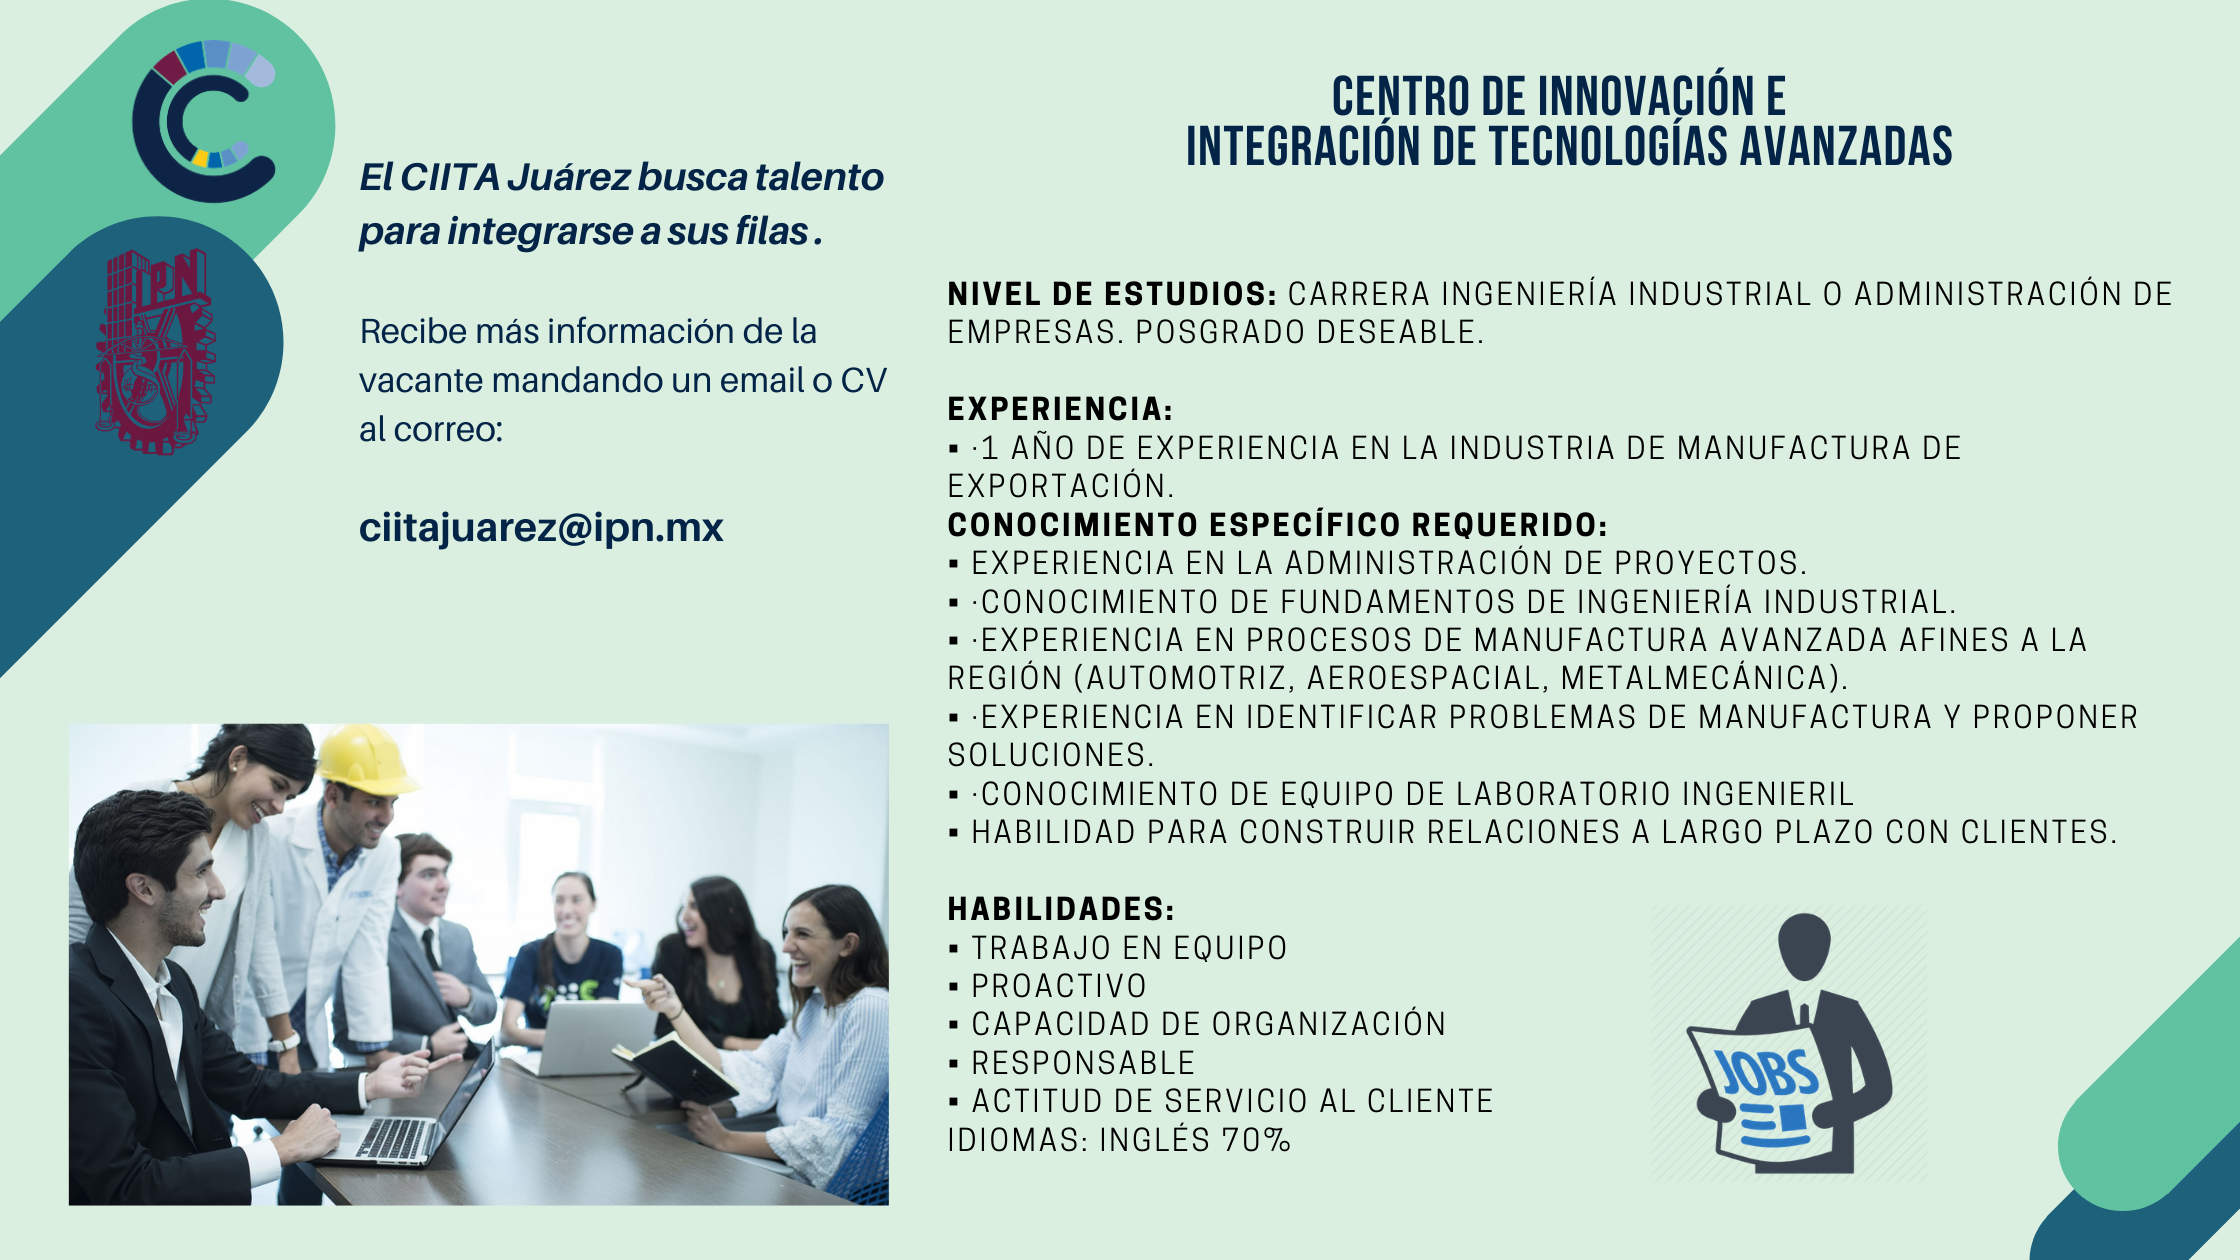 IPN
El CIITA Juárez busca talento
para integrarse a sus filas .
Recibe más información de la
vacante mandando un email o CV
al correo:
ciitajuarez@ipn.mx
CENTRO DE INNOVACIÓN E
INTEGRACIÓN DE TECNOLOGÍAS AVANZADAS
NIVEL DE ESTUDIOS: CARRERA INGENIERÍA INDUSTRIAL O ADMINISTRACIÓN DE
EMPRESAS. POSGRADO DESEABLE.
EXPERIENCIA:
▪ ·1 AÑO DE EXPERIENCIA EN LA INDUSTRIA DE MANUFACTURA DE
EXPORTACIÓN.
CONOCIMIENTO ESPECÍFICO REQUERIDO:
▪ EXPERIENCIA EN LA ADMINISTRACIÓN DE PROYECTOS.
▪ ·CONOCIMIENTO DE FUNDAMENTOS DE INGENIERÍA INDUSTRIAL.
▪ ·EXPERIENCIA EN PROCESOS DE MANUFACTURA AVANZADA AFINES A LA
REGIÓN (AUTOMOTRIZ, AEROESPACIAL, METALMECÁNICA).
▪ ·EXPERIENCIA EN IDENTIFICAR PROBLEMAS DE MANUFACTURA Y PROPONER
SOLUCIONES.
▪ ·CONOCIMIENTO DE EQUIPO DE LABORATORIO INGENIERIL
▪ HABILIDAD PARA CONSTRUIR RELACIONES A LARGO PLAZO CON CLIENTES.
HABILIDADES:
▪ TRABAJO EN EQUIPO
▪ PROACTIVO
▪ CAPACIDAD DE ORGANIZACIÓN
▪ RESPONSABLE
▪ ACTITUD DE SERVICIO AL CLIENTE
IDIOMAS: INGLÉS 70%
JOBS